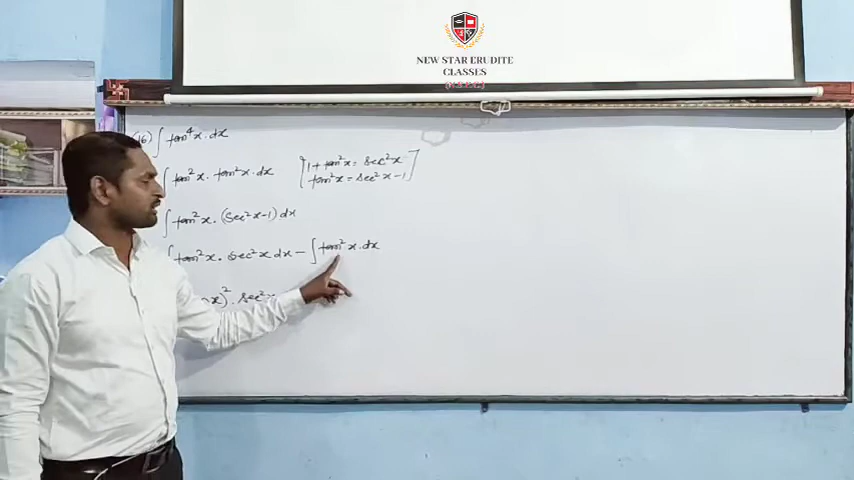 NEW STAR ERUDITE
CLASSES
16) ∫ tan⁴x · dx
∫ tan²x · tan²x dx [1 + tan²x = sec²x
tan²x = sec²x - 1]
∫ tan²x · (sec²x-1) dx
∫ tan²x · sec²x dx - ∫ tan²x · dx
x)² · sec²